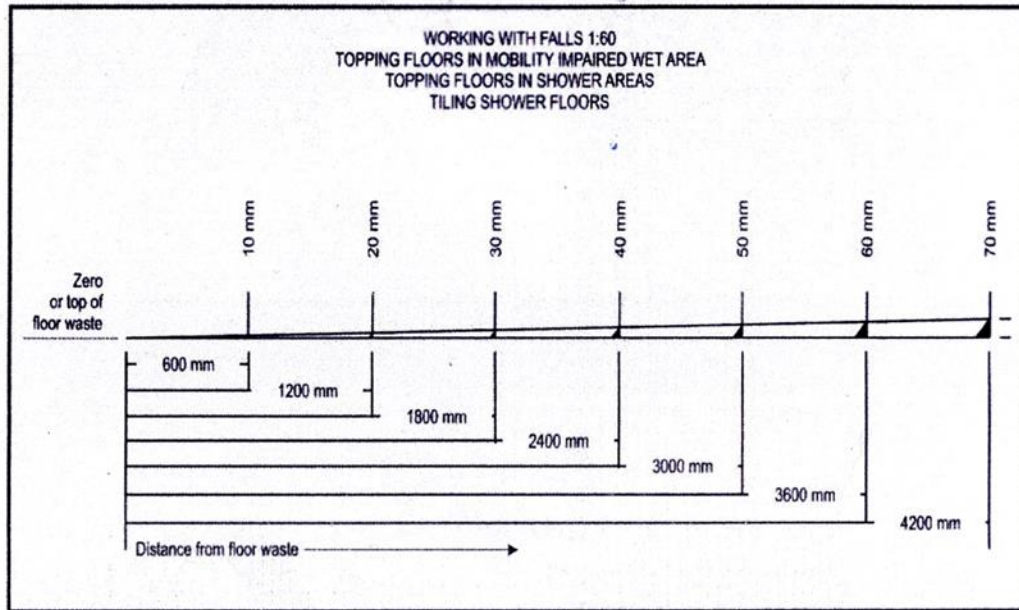 WORKING WITH FALLS 1:60
TOPPING FLOORS IN MOBILITY IMPAIRED WET AREA
TOPPING FLOORS IN SHOWER AREAS
TILING SHOWER FLOORS
10 mm
20 mm
30 mm
40 mm
50 mm
60 mm
70 mm
Zero
or top of
floor waste
600 mm
1200 mm
1800 mm
2400 mm
3000 mm
3600 mm
4200 mm
Distance from floor waste